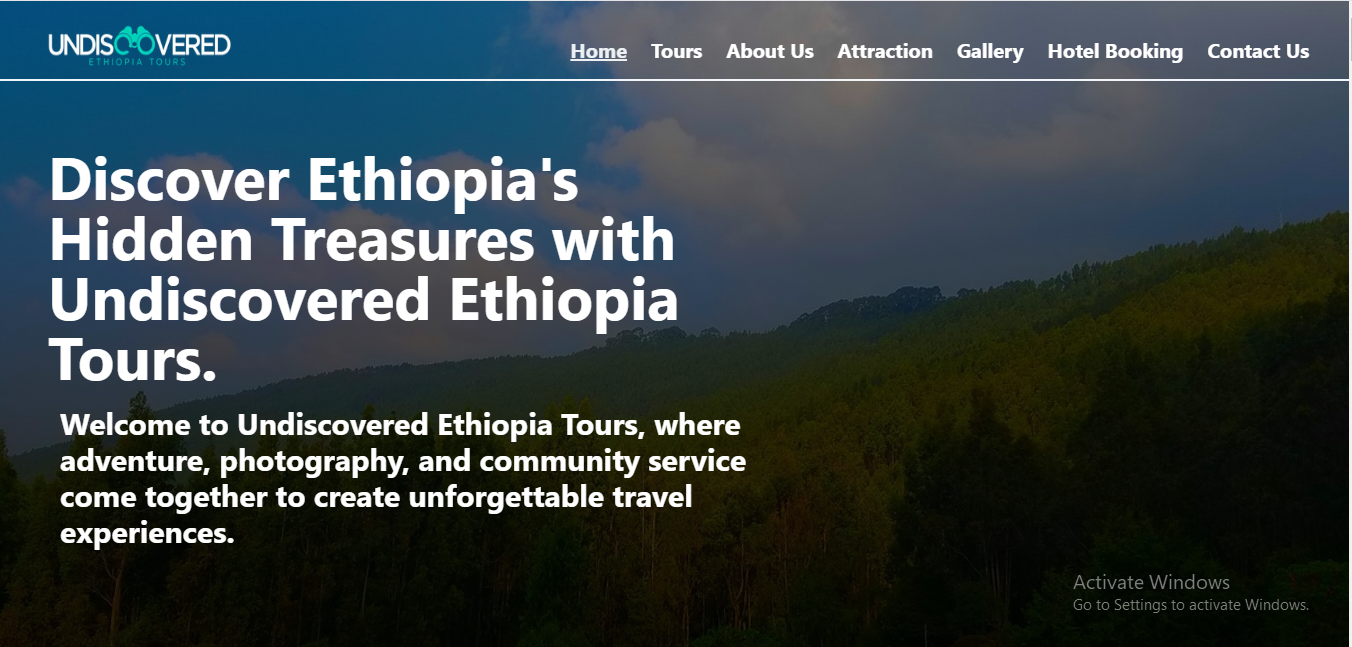 UNDISCOVERED
ETHIOPIA TOURS
Home Tours About Us Attraction Gallery Hotel Booking Contact Us
Discover Ethiopia's
Hidden Treasures with
Undiscovered Ethiopia
Tours.
Welcome to Undiscovered Ethiopia Tours, where
adventure, photography, and community service
come together to create unforgettable travel
experiences.
Activate Windows
Go to Settings to activate Windows.